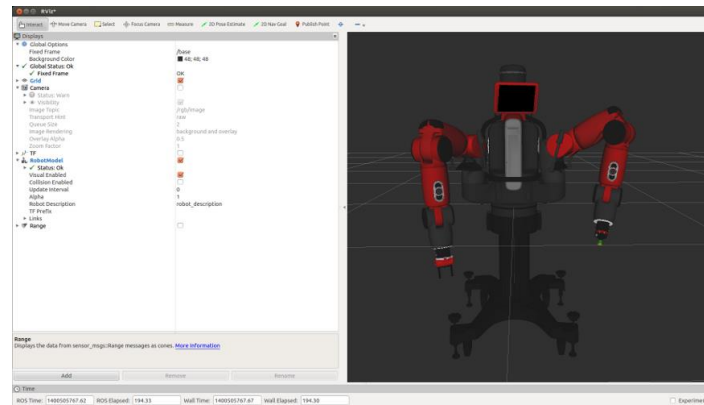 RViz*
Interact Move Camera Select Focus Camera Measure 2D Pose Estimate 2D Nav Goal Publish Point
Displays
Global Options
Fixed Frame /base
Background Color 48; 48; 48
Global Status: Ok
Fixed Frame OK
Grid
Camera
Status: Warn
Visibility
Image Topic /rgb/image
Transport Hint raw
Queue Size 2
Image Rendering background and overlay
Overlay Alpha 0.5
Zoom Factor 1
TF
RobotModel
Status: Ok
Visual Enabled
Collision Enabled
Update Interval 0
Alpha 1
Robot Description robot_description
TF Prefix
Links
Range
Range
Displays the data from sensor_msgs::Range messages as cones. More Information
Add Remove Rename
Time
ROS Time: 1400505767.62 ROS Elapsed: 194.33 Wall Time: 1400505767.67 Wall Elapsed: 194.30 Experimen